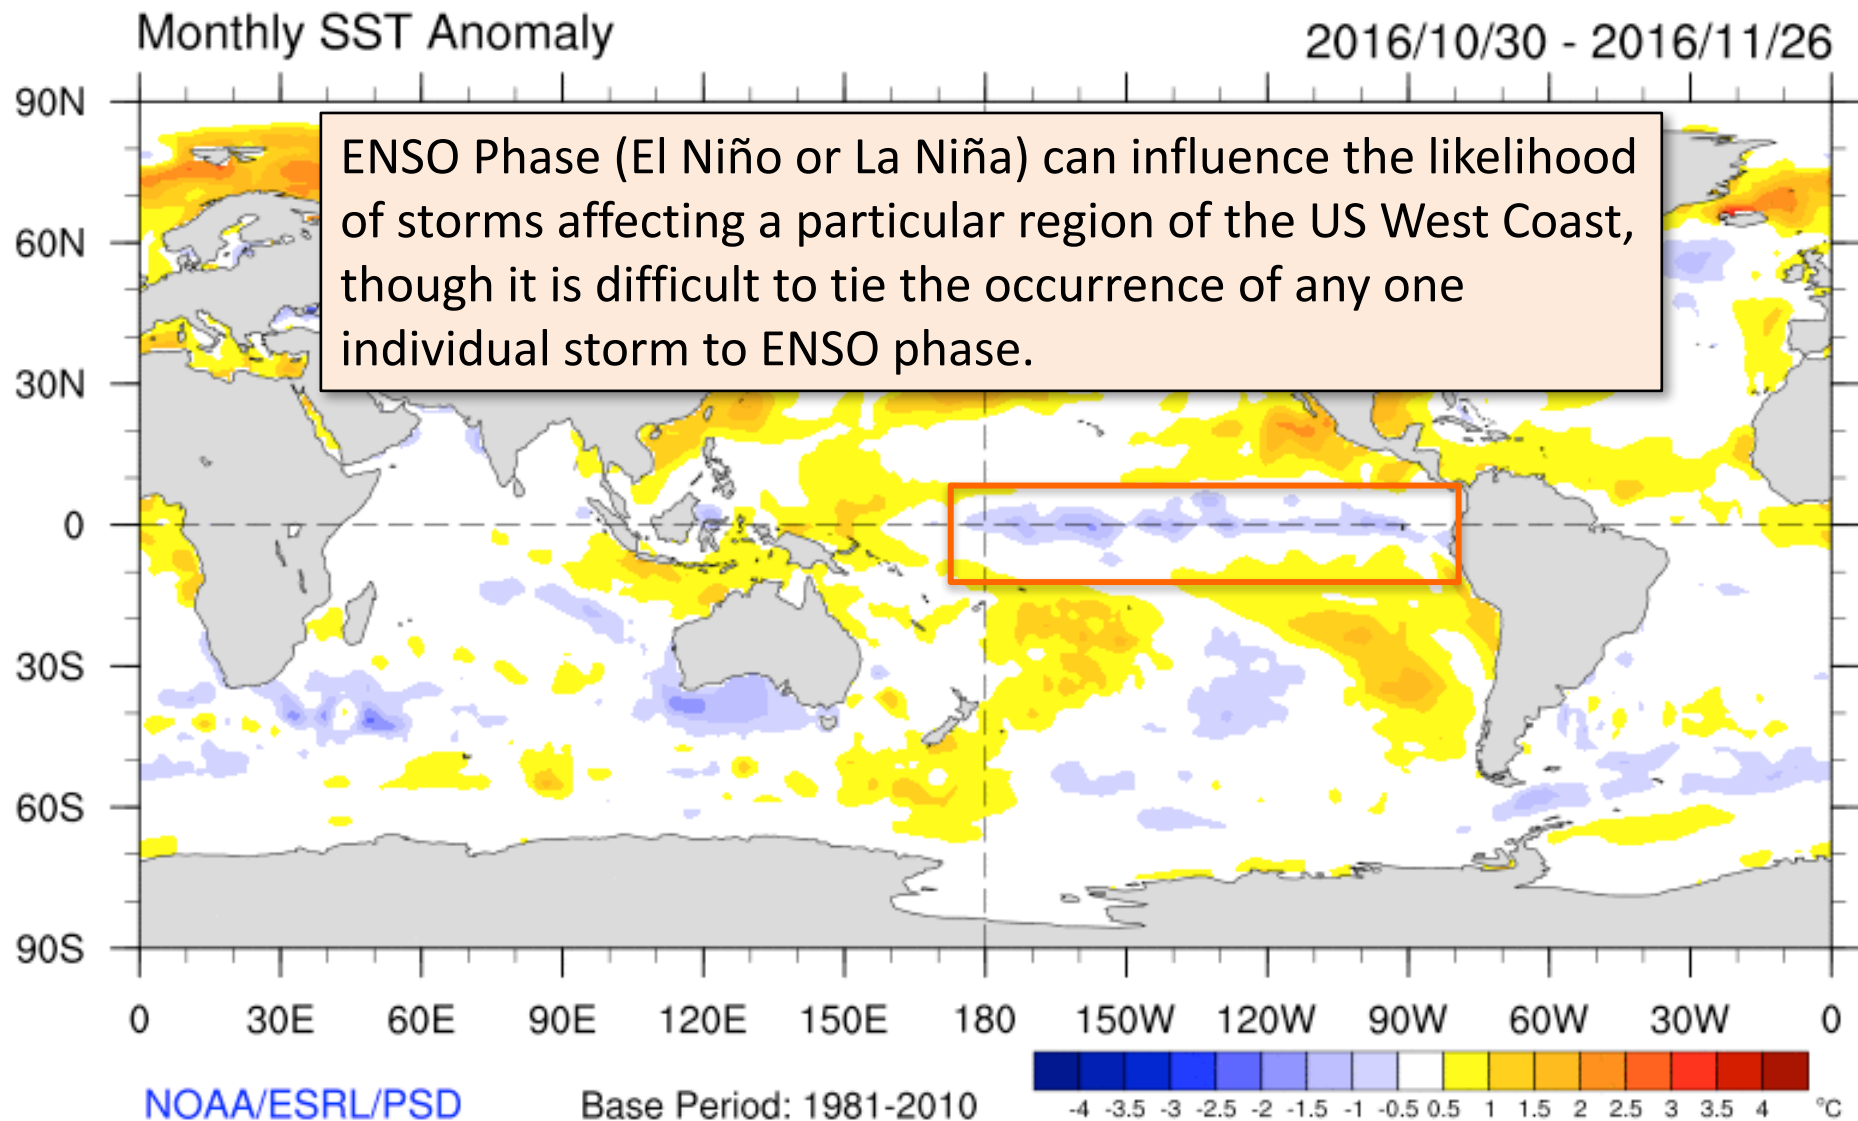 Monthly SST Anomaly 2016/10/30 - 2016/11/26
90N
ENSO Phase (El Niño or La Niña) can influence the likelihood
of storms affecting a particular region of the US West Coast,
though it is difficult to tie the occurrence of any one
individual storm to ENSO phase.
60N
30N
0
30S
60S
90S
0 30E 60E 90E 120E 150E 180 150W 120W 90W 60W 30W 0
NOAA/ESRL/PSD Base Period: 1981-2010
-4 -3.5 -3 -2.5 -2 -1.5 -1 -0.5 0.5 1 1.5 2 2.5 3 3.5 4 °C